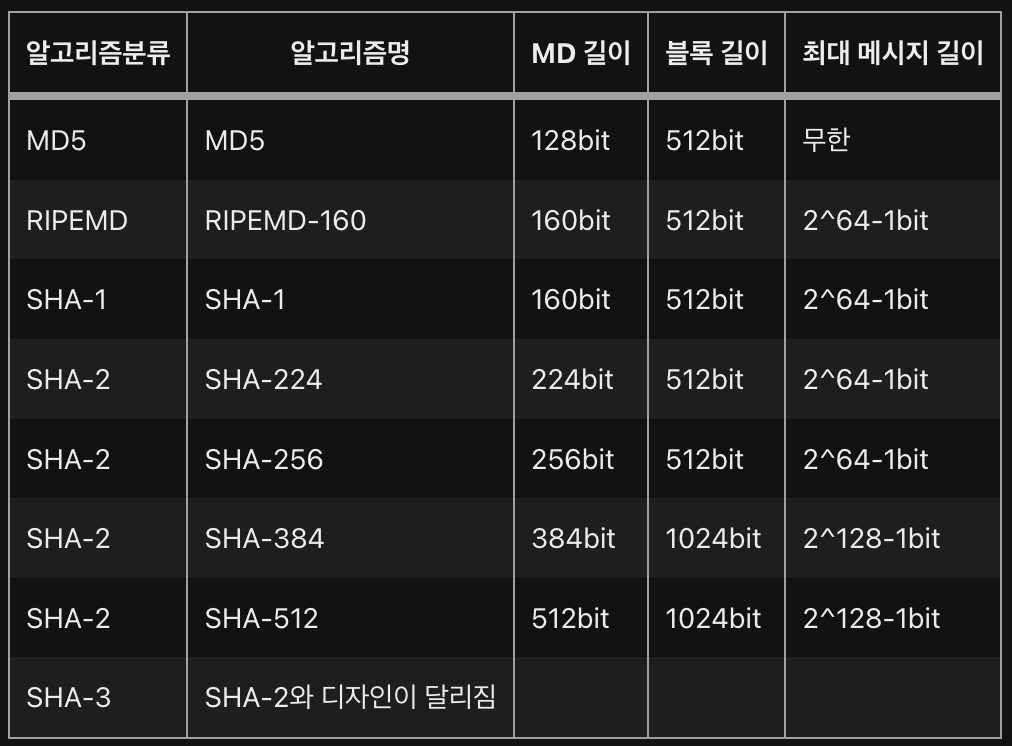 알고리즘분류 알고리즘명 MD 길이 블록 길이 최대 메시지 길이
MD5 MD5 128bit 512bit 무한
RIPEMD RIPEMD-160 160bit 512bit 2^64-1bit
SHA-1 SHA-1 160bit 512bit 2^64-1bit
SHA-2 SHA-224 224bit 512bit 2^64-1bit
SHA-2 SHA-256 256bit 512bit 2^64-1bit
SHA-2 SHA-384 384bit 1024bit 2^128-1bit
SHA-2 SHA-512 512bit 1024bit 2^128-1bit
SHA-3 SHA-2와 디자인이 달리짐